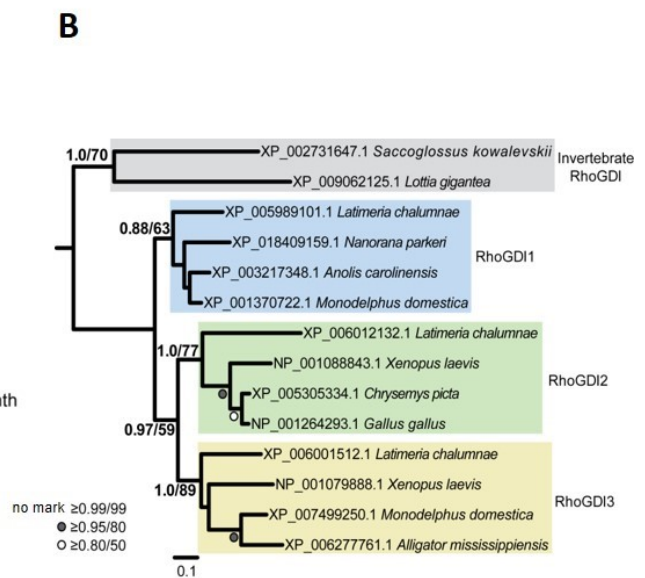 B
1.0/70
XP_002731647.1 Saccoglossus kowalevskii
XP_009062125.1 Lottia gigantea
Invertebrate
RhoGDI
0.88/63
XP_005989101.1 Latimeria chalumnae
XP_018409159.1 Nanorana parkeri
XP_003217348.1 Anolis carolinensis
XP_001370722.1 Monodelphus domestica
RhoGDI1
1.0/77
XP_006012132.1 Latimeria chalumnae
NP_001088843.1 Xenopus laevis
XP_005305334.1 Chrysemys picta
NP_001264293.1 Gallus gallus
RhoGDI2
nth
0.97/59
1.0/89
XP_006001512.1 Latimeria chalumnae
NP_001079888.1 Xenopus laevis
XP_007499250.1 Monodelphus domestica
XP_006277761.1 Alligator mississippiensis
RhoGDI3
no mark ≥0.99/99
≥0.95/80
≥0.80/50
0.1